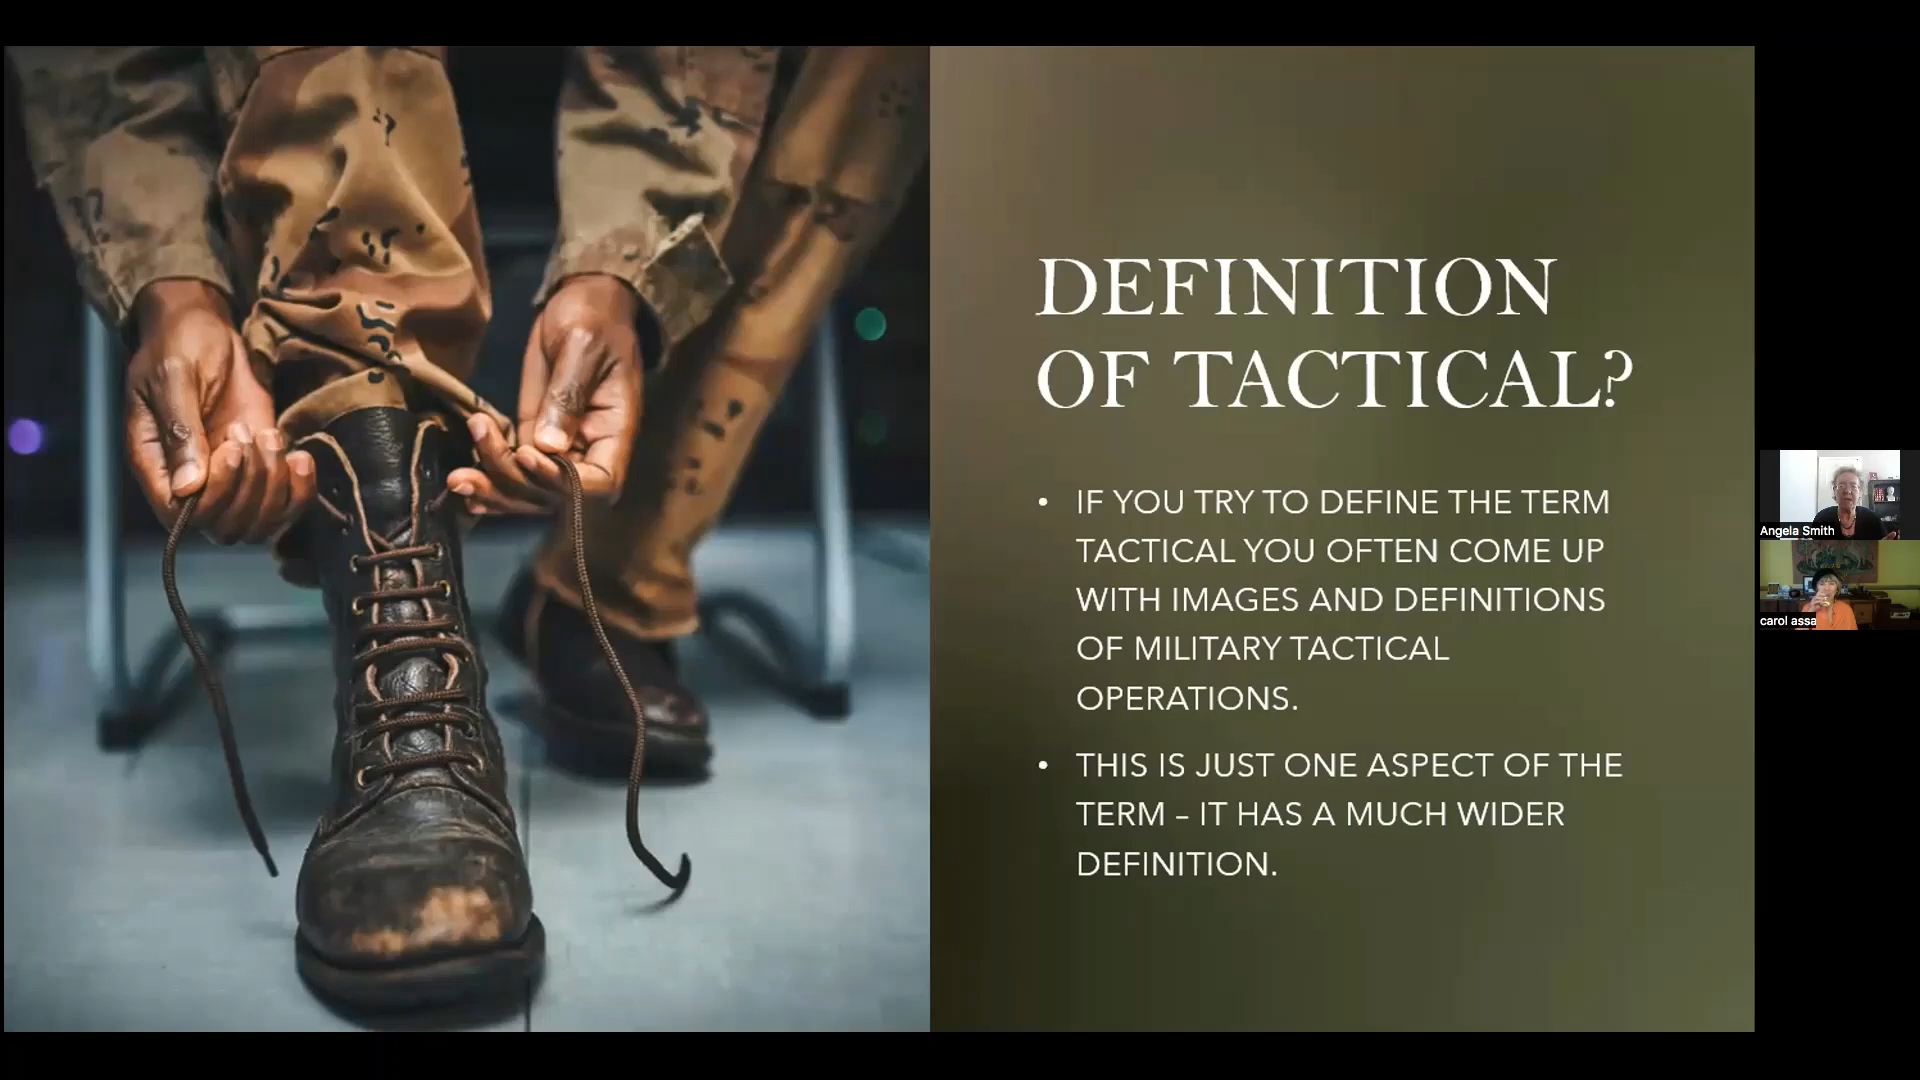 DEFINITION
OF TACTICAL?
• IF YOU TRY TO DEFINE THE TERM
TACTICAL YOU OFTEN COME UP
WITH IMAGES AND DEFINITIONS
OF MILITARY TACTICAL
OPERATIONS.
• THIS IS JUST ONE ASPECT OF THE
TERM – IT HAS A MUCH WIDER
DEFINITION.
Angela Smith
carol assa